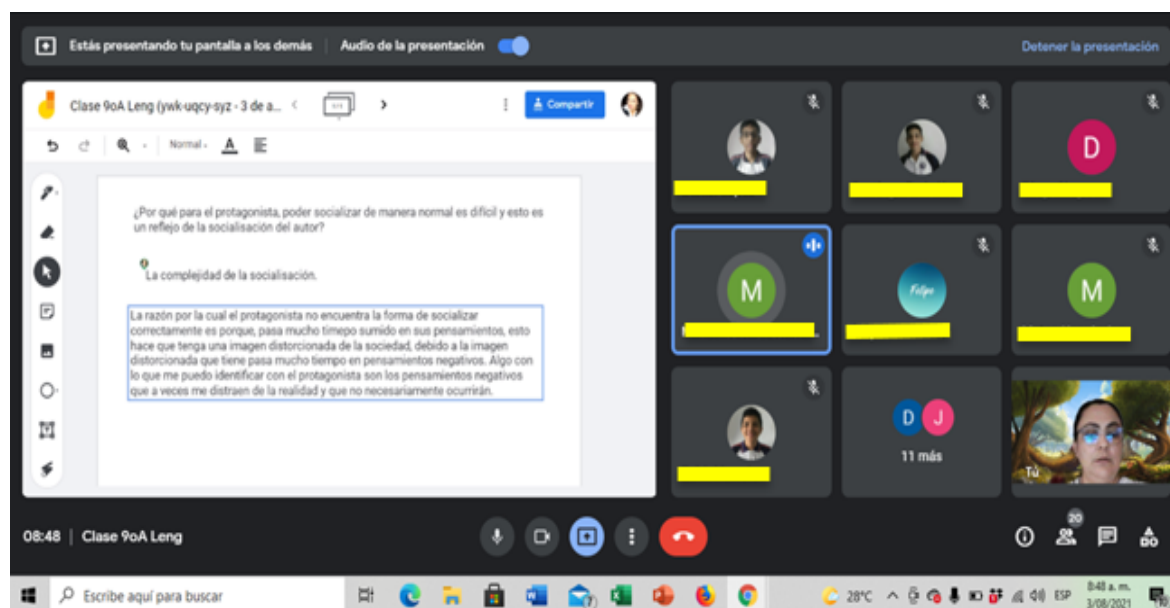 Estás presentando tu pantalla a los demás
Audio de la presentación
Detener la presentación
Clase 9oA Leng (ywk-uqcy-syz - 3 de a...
Compartir
Normal
A
¿Por qué para el protagonista, poder socializar de manera normal es difícil y esto es
un reflejo de la socialisación del autor?
La complejidad de la socialisación.
La razón por la cual el protagonista no encuentra la forma de socializar
correctamente es porque, pasa mucho timepo sumido en sus pensamientos, esto
hace que tenga una imagen distorcionada de la sociedad, debido a la imagen
distorcionada que tiene pasa mucho tiempo en pensamientos negativos. Algo con
lo que me puedo identificar con el protagonista son los pensamientos negativos
que a veces me distraen de la realidad y que no necesariamente ocurrirán.
D
M
Felipe
M
D J
11 más
Tú
08:48 | Clase 9oA Leng
20
Escribe aquí para buscar
28°C
ESP
8:48 a. m.
3/08/2021